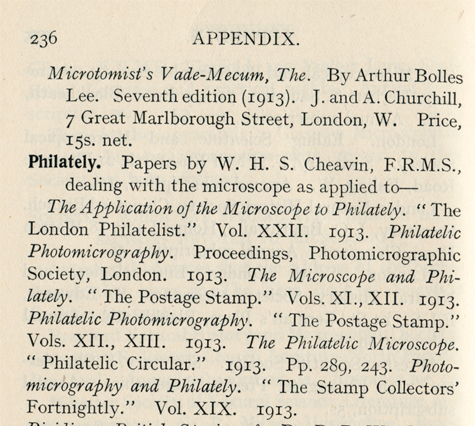 236 APPENDIX.
Microtomist's Vade-Mecum, The. By Arthur Bolles
Lee. Seventh edition (1913). J. and A. Churchill,
7 Great Marlborough Street, London, W. Price,
15s. net.
Philately. Papers by W. H. S. Cheavin, F.R.M.S.,
dealing with the microscope as applied to—
The Application of the Microscope to Philately. “ The
London Philatelist.” Vol. XXII. 1913. Philatelic
Photomicrography. Proceedings, Photomicrographic
Society, London. 1913. The Microscope and Phi-
lately. “ The Postage Stamp.” Vols. XI., XII. 1913.
Philatelic Photomicrography. “ The Postage Stamp.”
Vols. XII., XIII. 1913. The Philatelic Microscope.
“ Philatelic Circular.” 1913. Pp. 289, 243. Photo-
micrography and Philately. “ The Stamp Collectors’
Fortnightly.” Vol. XIX. 1913.